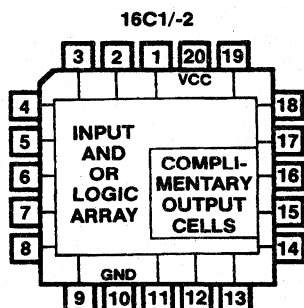 16C1/-2
3 2 1 20 19
VCC
4 18
5 17
6 16
7 15
8 14
INPUT
AND
OR
LOGIC
ARRAY
COMPLI-
MENTARY
OUTPUT
CELLS
GND
9 10 11 12 13